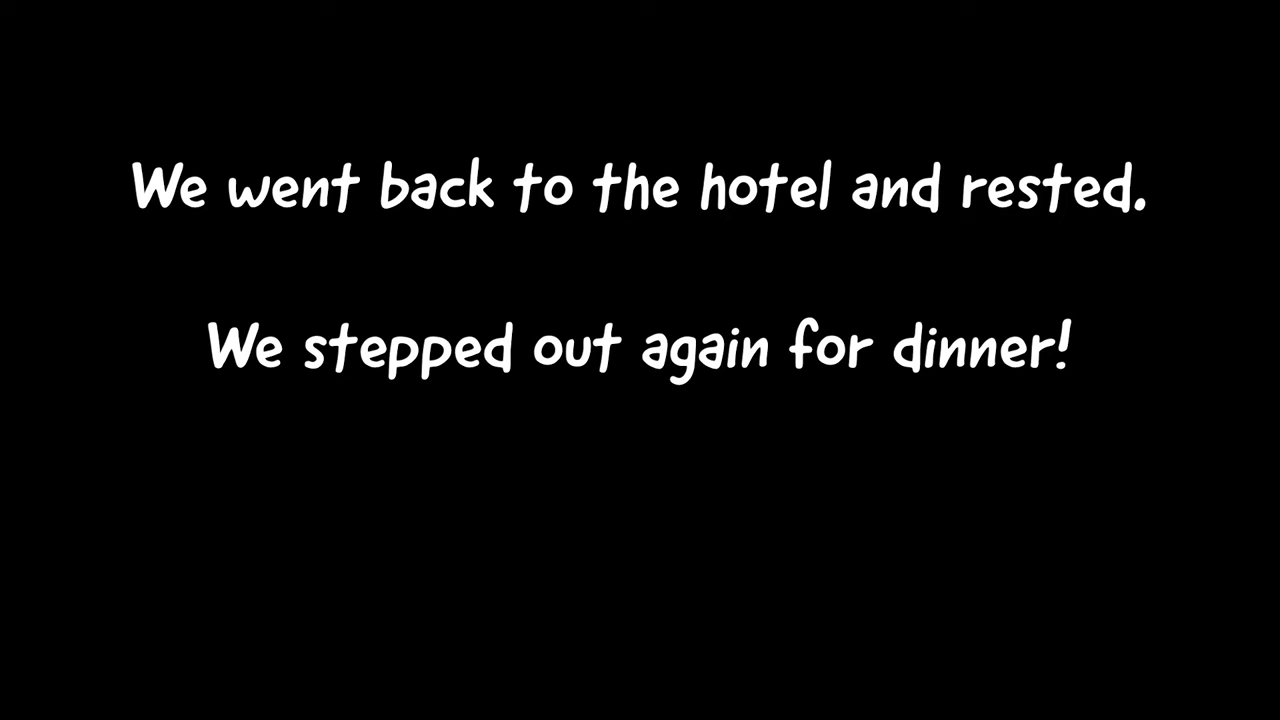 We went back to the hotel and rested.
We stepped out again for dinner!